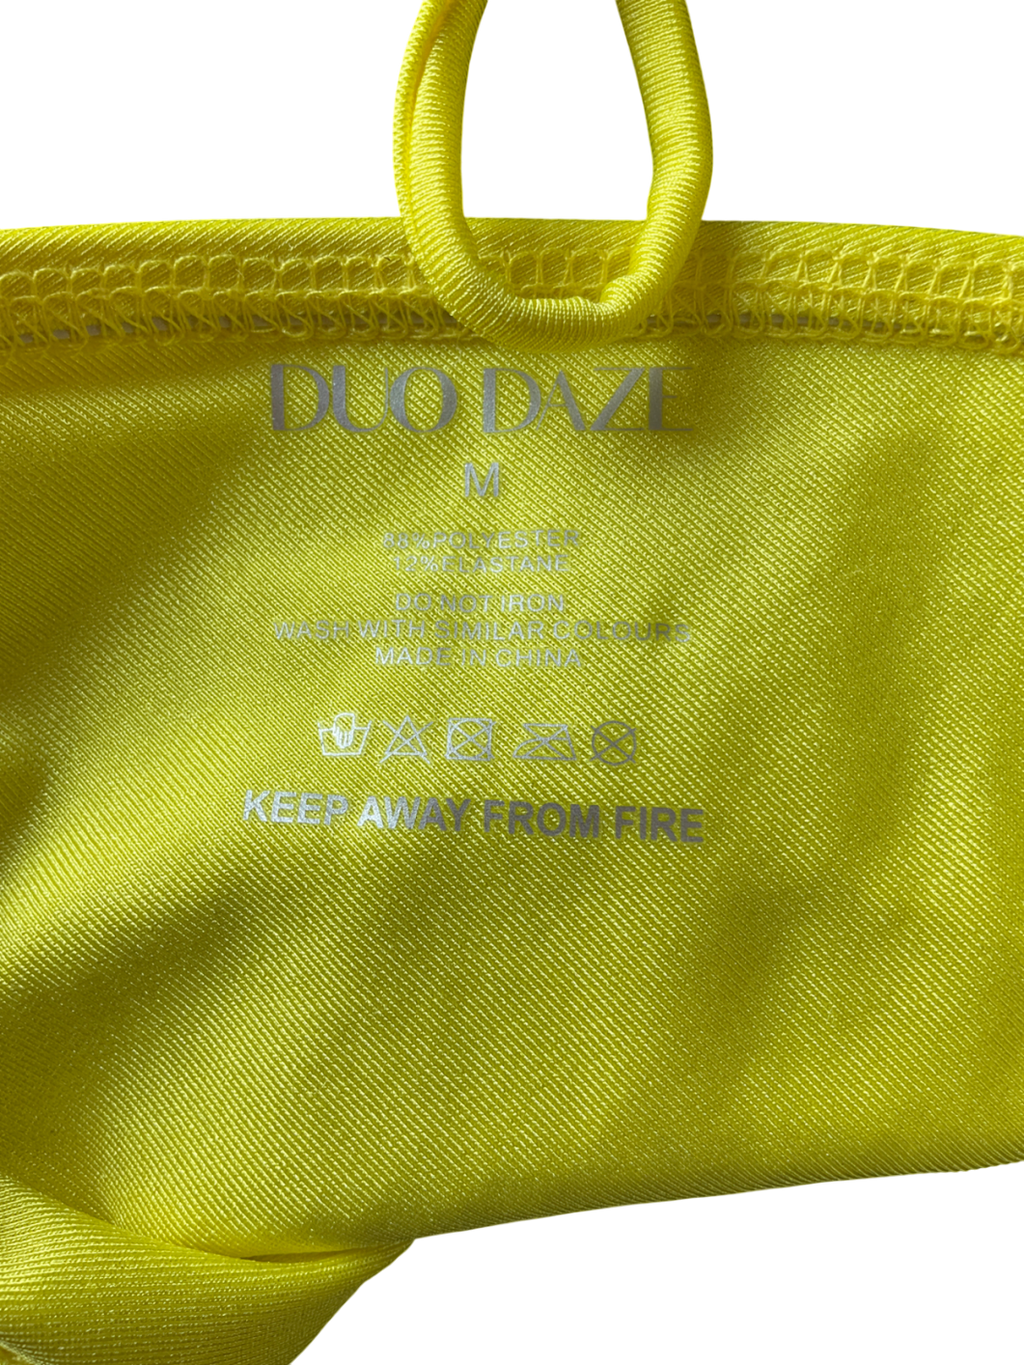 DUO DAZE
M
88%POLYESTER
12%ELASTANE
DO NOT IRON
WASH WITH SIMILAR COLOURS
MADE IN CHINA
KEEP AWAY FROM FIRE